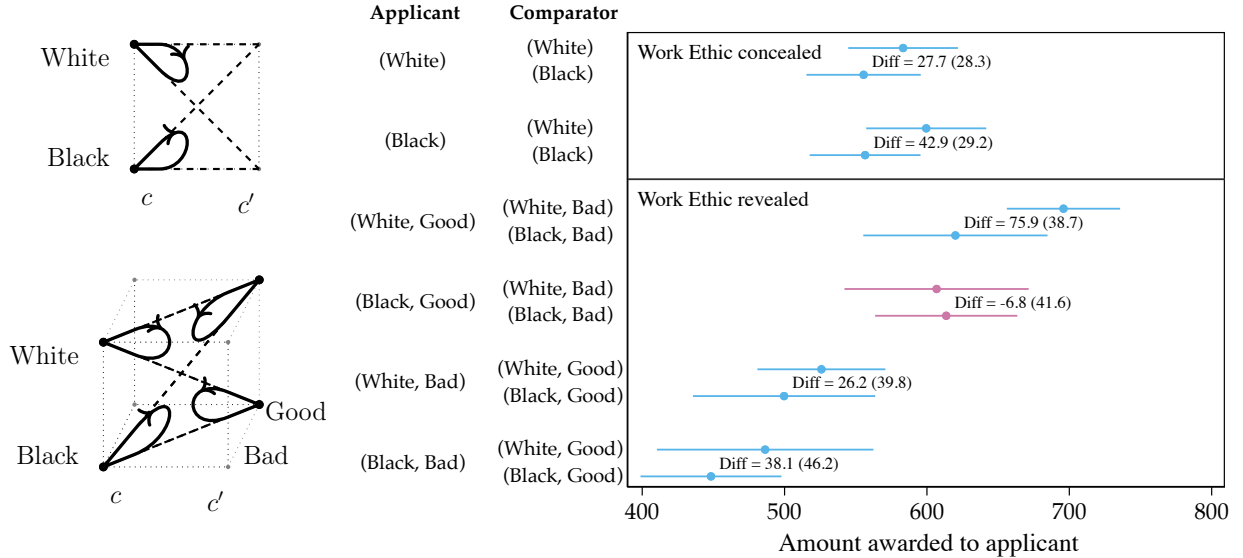 Applicant Comparator
White
Black
c c′
(White) (White)
(Black)
Work Ethic concealed
Diff = 27.7 (28.3)
(Black) (White)
(Black)
Diff = 42.9 (29.2)
Work Ethic revealed
(White, Good) (White, Bad)
(Black, Bad)
Diff = 75.9 (38.7)
(Black, Good) (White, Bad)
(Black, Bad)
Diff = -6.8 (41.6)
(White, Bad) (White, Good)
(Black, Good)
Diff = 26.2 (39.8)
(Black, Bad) (White, Good)
(Black, Good)
Diff = 38.1 (46.2)
White
Good
Black Bad
c c′
400 500 600 700 800
Amount awarded to applicant